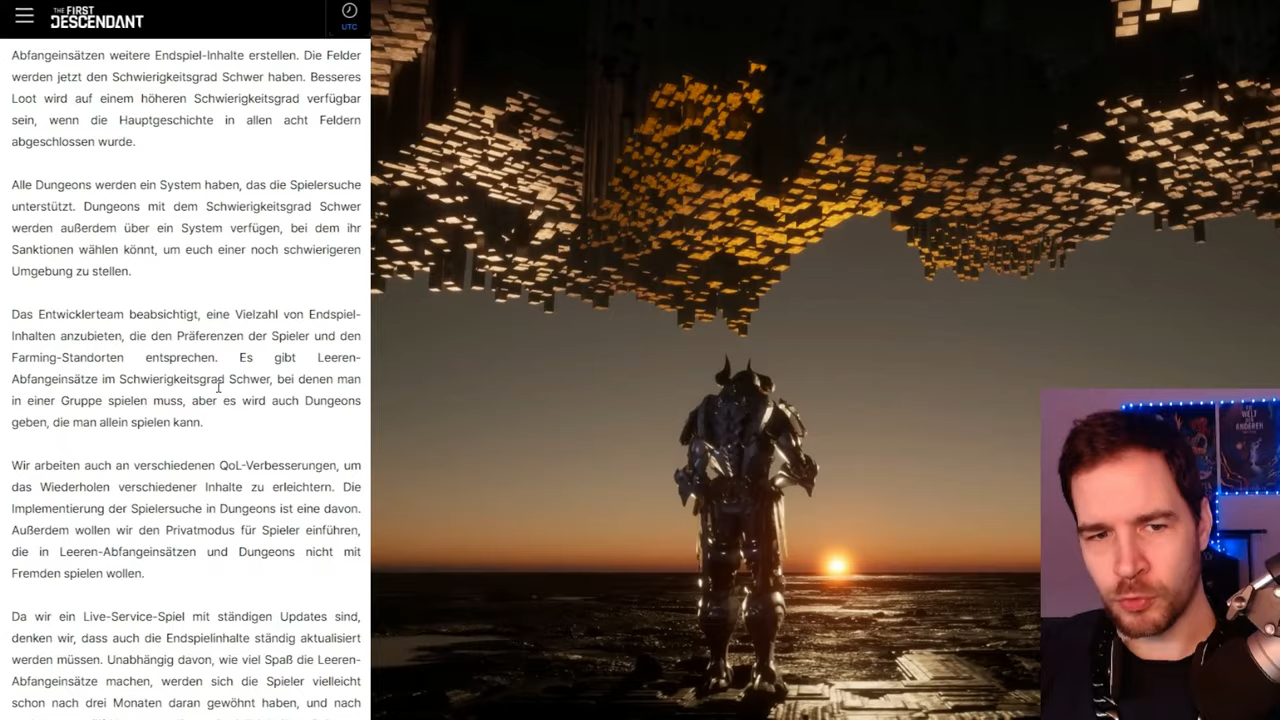 THE FIRST
DESCENDANT
UTC
Abfangeinsätzen weitere Endspiel-Inhalte erstellen. Die Felder
werden jetzt den Schwierigkeitsgrad Schwer haben. Besseres
Loot wird auf einem höheren Schwierigkeitsgrad verfügbar
sein, wenn die Hauptgeschichte in allen acht Feldern
abgeschlossen wurde.
Alle Dungeons werden ein System haben, das die Spielersuche
unterstützt. Dungeons mit dem Schwierigkeitsgrad Schwer
werden außerdem über ein System verfügen, bei dem ihr
Sanktionen wählen könnt, um euch einer noch schwierigeren
Umgebung zu stellen.
Das Entwicklerteam beabsichtigt, eine Vielzahl von Endspiel-
Inhalten anzubieten, die den Präferenzen der Spieler und den
Farming-Standorten entsprechen. Es gibt Leeren-
Abfangeinsätze im Schwierigkeitsgrad Schwer, bei denen man
in einer Gruppe spielen muss, aber es wird auch Dungeons
geben, die man allein spielen kann.
Wir arbeiten auch an verschiedenen QoL-Verbesserungen, um
das Wiederholen verschiedener Inhalte zu erleichtern. Die
Implementierung der Spielersuche in Dungeons ist eine davon.
Außerdem wollen wir den Privatmodus für Spieler einführen,
die in Leeren-Abfangeinsätzen und Dungeons nicht mit
Fremden spielen wollen.
Da wir ein Live-Service-Spiel mit ständigen Updates sind,
denken wir, dass auch die Endspielinhalte ständig aktualisiert
werden müssen. Unabhängig davon, wie viel Spaß die Leeren-
Abfangeinsätze machen, werden sich die Spieler vielleicht
schon nach drei Monaten daran gewöhnt haben, und nach
WELT
DER
ANDEREN